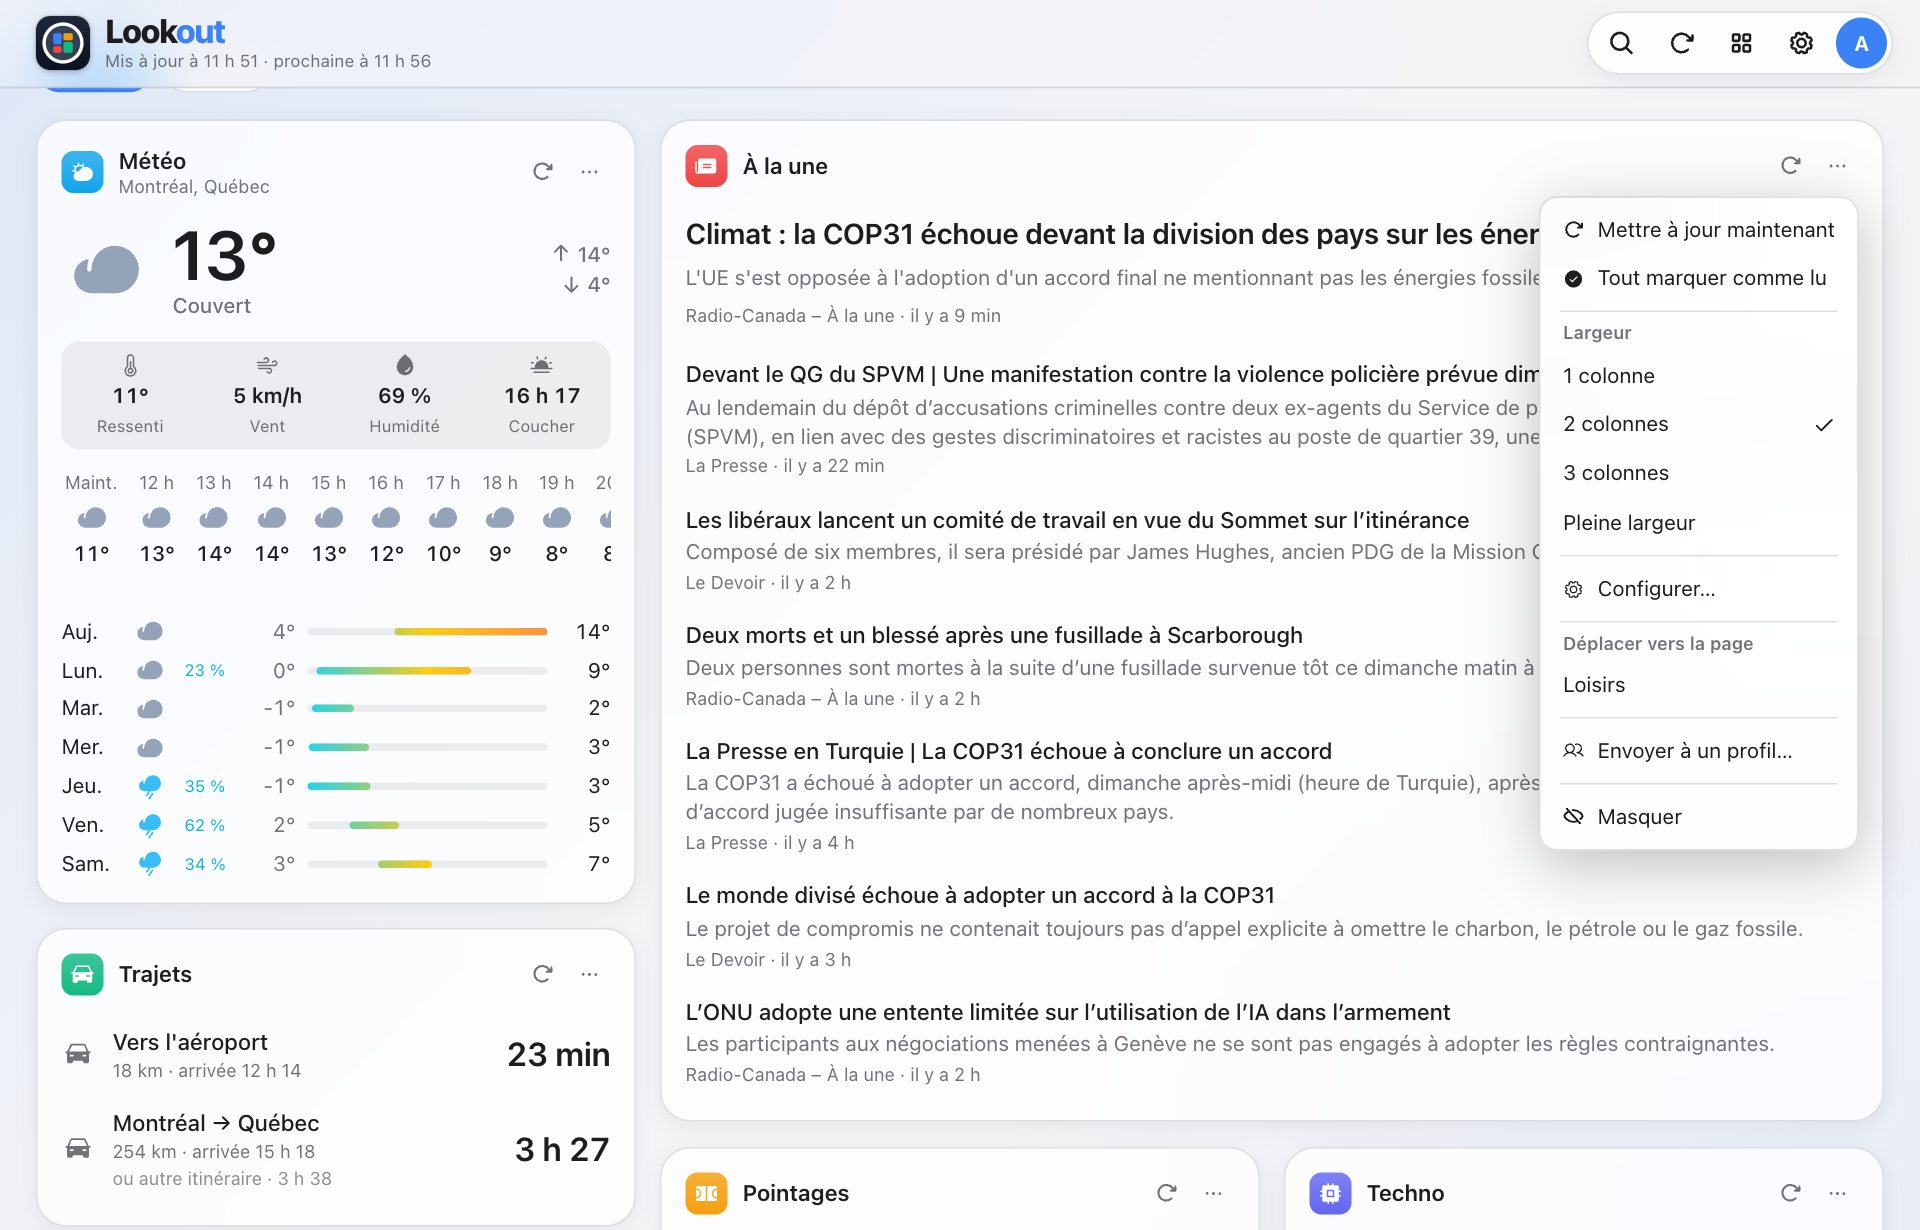 Lookout
Mis à jour à 11 h 51 · prochaine à 11 h 56
A
Météo
Montréal, Québec
13°
Couvert
↑ 14°
↓ 4°
11°
Ressenti
5 km/h
Vent
69 %
Humidité
16 h 17
Coucher
Maint. 12 h 13 h 14 h 15 h 16 h 17 h 18 h 19 h
11° 13° 14° 14° 13° 12° 10° 9° 8°
Auj. 4° 14°
Lun. 23 % 0° 9°
Mar. -1° 2°
Mer. -1° 3°
Jeu. 35 % -1° 3°
Ven. 62 % 2° 5°
Sam. 34 % 3° 7°
Trajets
Vers l'aéroport
18 km · arrivée 12 h 14
23 min
Montréal → Québec
254 km · arrivée 15 h 18
ou autre itinéraire · 3 h 38
3 h 27
À la une
Climat : la COP31 échoue devant la division des pays sur les
L'UE s'est opposée à l'adoption d'un accord final ne mentionnant pas les énergies
Radio-Canada – À la une · il y a 9 min
Devant le QG du SPVM | Une manifestation contre la violence policière prévue
Au lendemain du dépôt d’accusations criminelles contre deux ex-agents du Service de
(SPVM), en lien avec des gestes discriminatoires et racistes au poste de quartier 39, une
La Presse · il y a 22 min
Les libéraux lancent un comité de travail en vue du Sommet sur l’itinérance
Composé de six membres, il sera présidé par James Hughes, ancien PDG de la Mission
Le Devoir · il y a 2 h
Deux morts et un blessé après une fusillade à Scarborough
Deux personnes sont mortes à la suite d’une fusillade survenue tôt ce dimanche matin à
Radio-Canada – À la une · il y a 2 h
La Presse en Turquie | La COP31 échoue à conclure un accord
La COP31 a échoué à adopter un accord, dimanche après-midi (heure de Turquie), après
d’accord jugée insuffisante par de nombreux pays.
La Presse · il y a 4 h
Le monde divisé échoue à adopter un accord à la COP31
Le projet de compromis ne contenait toujours pas d’appel explicite à omettre le charbon, le pétrole ou le gaz fossile.
Le Devoir · il y a 3 h
L’ONU adopte une entente limitée sur l’utilisation de l’IA dans l’armement
Les participants aux négociations menées à Genève ne se sont pas engagés à adopter les règles contraignantes.
Radio-Canada – À la une · il y a 2 h
Mettre à jour maintenant
Tout marquer comme lu
Largeur
1 colonne
2 colonnes
3 colonnes
Pleine largeur
Configurer...
Déplacer vers la page
Loisirs
Envoyer à un profil...
Masquer
Pointages
Techno